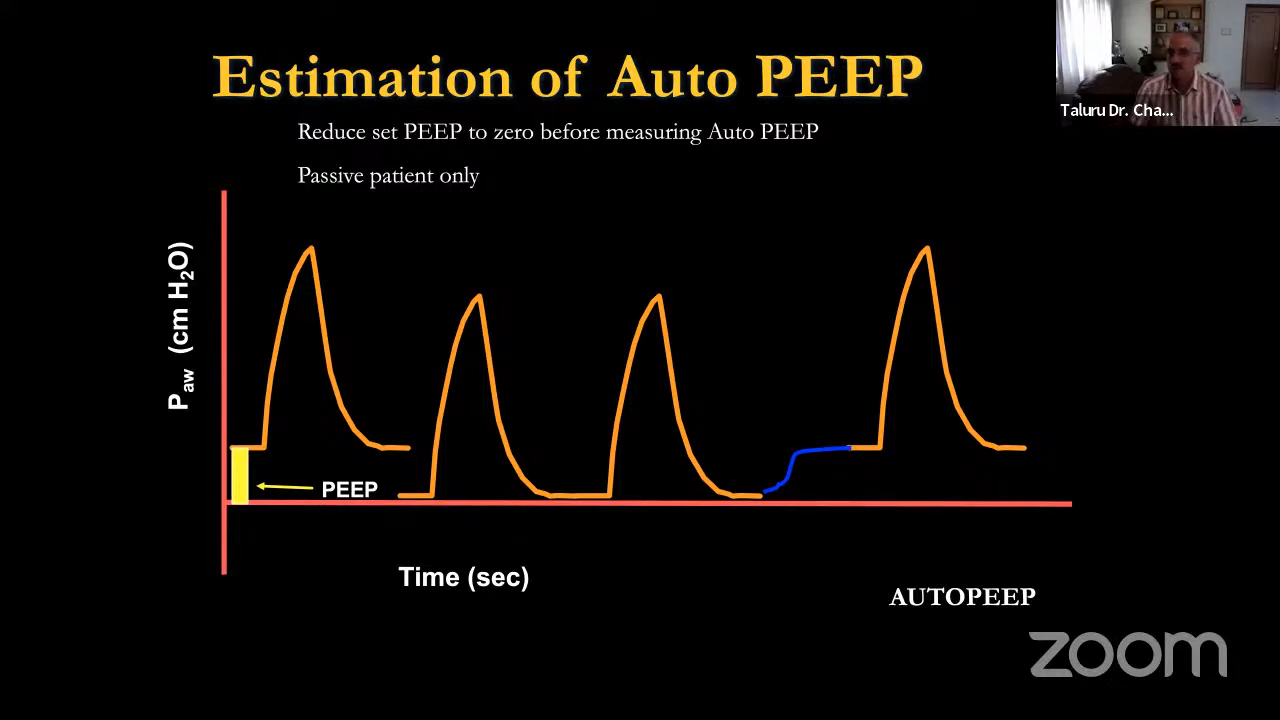 Estimation of Auto PEEP
Taluru Dr. Cha...
Reduce set PEEP to zero before measuring Auto PEEP
Passive patient only
Paw (cm H2O)
PEEP
Time (sec)
AUTOPEEP
zoom